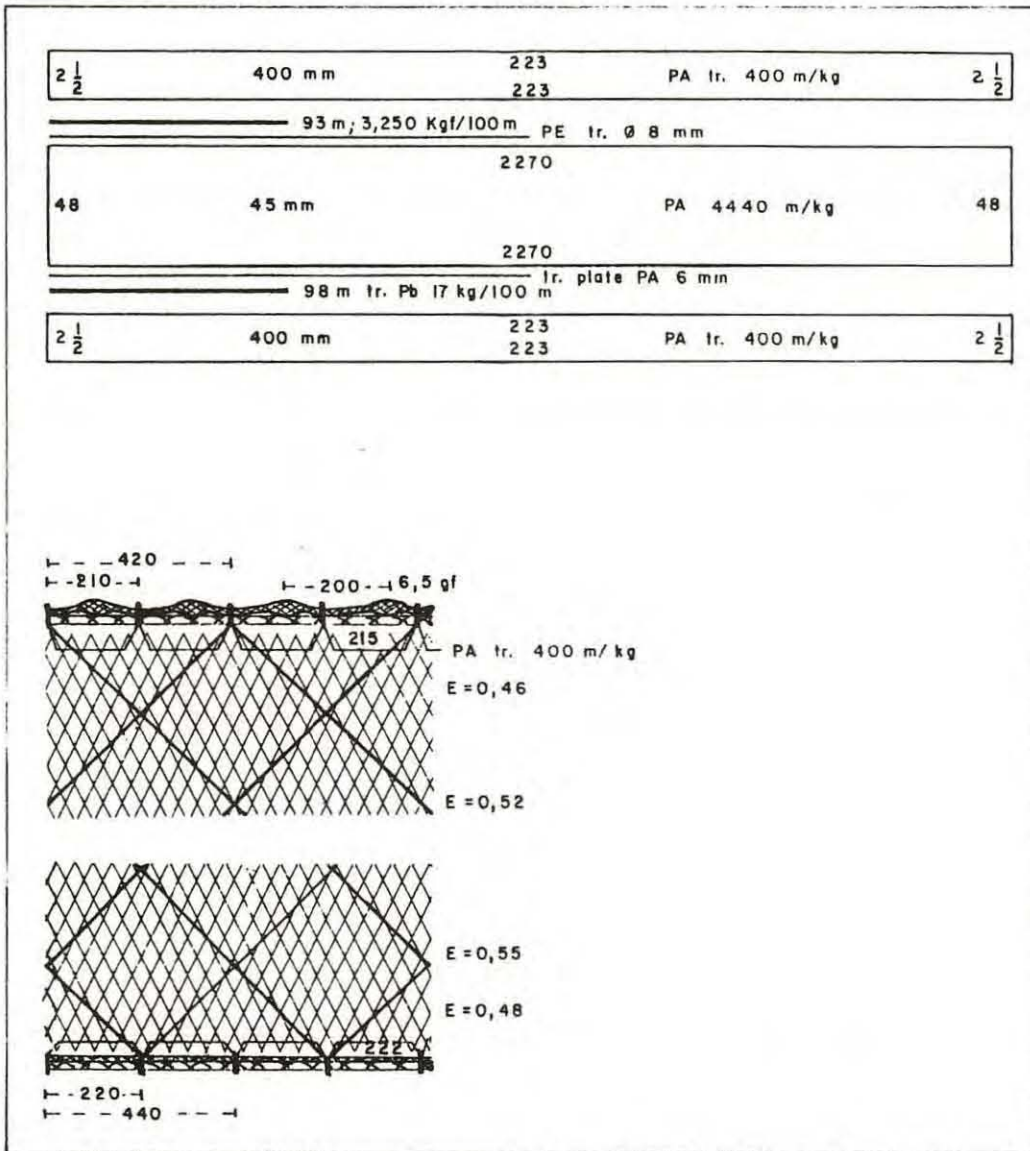 223
2 1/2 400 mm PA tr. 400 m/kg 2 1/2
223
93 m; 3,250 Kgf/100 m
PE tr. Ø 8 mm
2270
48 45 mm PA 4440 m/kg 48
2270
tr. plate PA 6 min
98 m tr. Pb 17 kg/100 m
223
2 1/2 400 mm PA tr. 400 m/kg 2 1/2
223
420
210 200 6,5 gf
215
PA tr. 400 m/kg
E = 0,46
E = 0,52
E = 0,55
E = 0,48
222
220
440